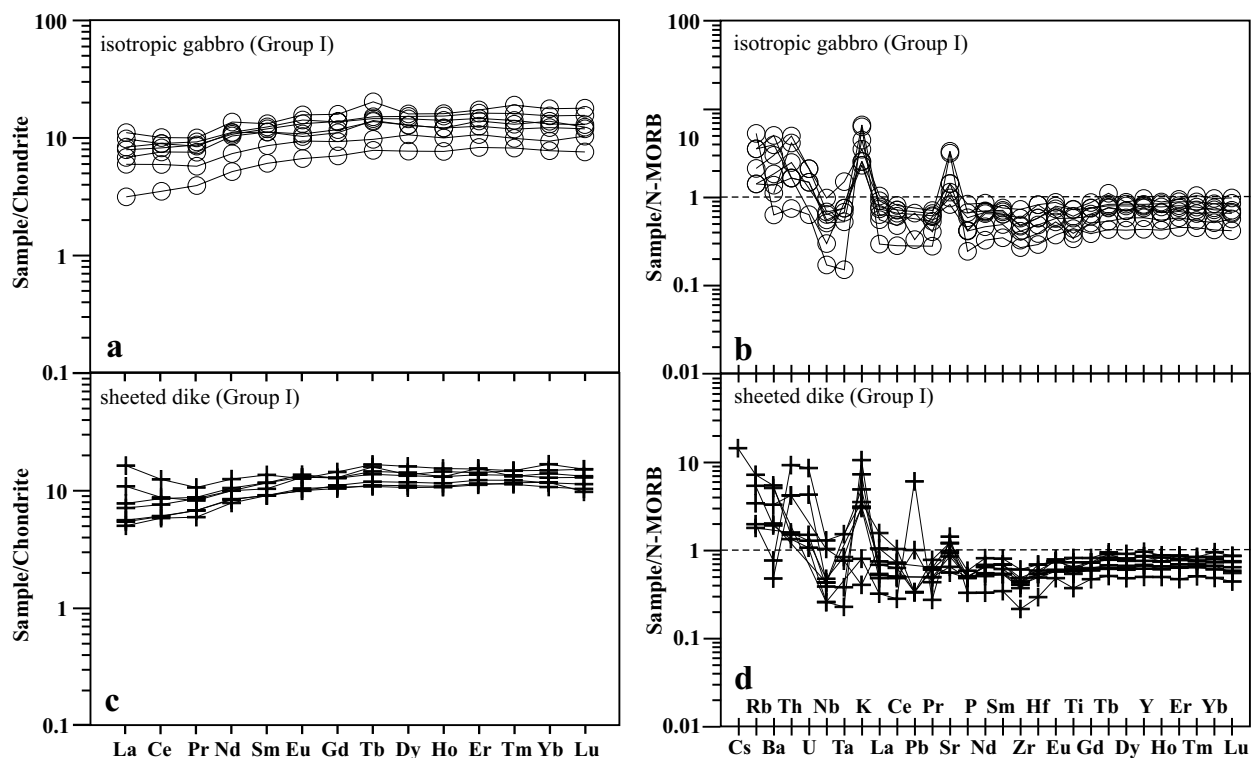 100
isotropic gabbro (Group I)
10
Sample/Chondrite
1
a
0.1
100
isotropic gabbro (Group I)
10
1
Sample/N-MORB
0.1
b
0.01
sheeted dike (Group I)
10
Sample/Chondrite
1
c
0.1
La Ce Pr Nd Sm Eu Gd Tb Dy Ho Er Tm Yb Lu
sheeted dike (Group I)
10
1
Sample/N-MORB
0.1
d
Rb Th Nb K Ce Pr P Sm Hf Ti Tb Y Er Yb
0.01
Cs Ba U Ta La Pb Sr Nd Zr Eu Gd Dy Ho Tm Lu